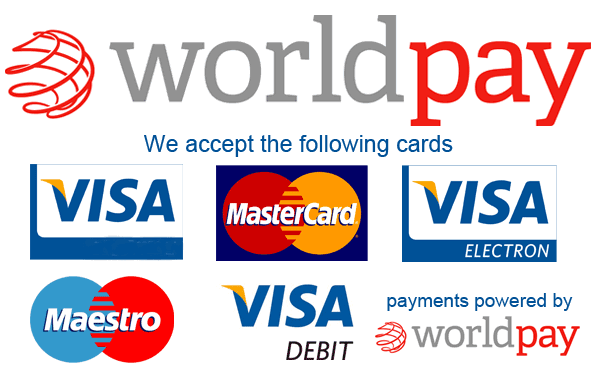 worldpay
We accept the following cards
VISA
MasterCard
VISA
ELECTRON
Maestro
VISA
DEBIT
payments powered by
worldpay